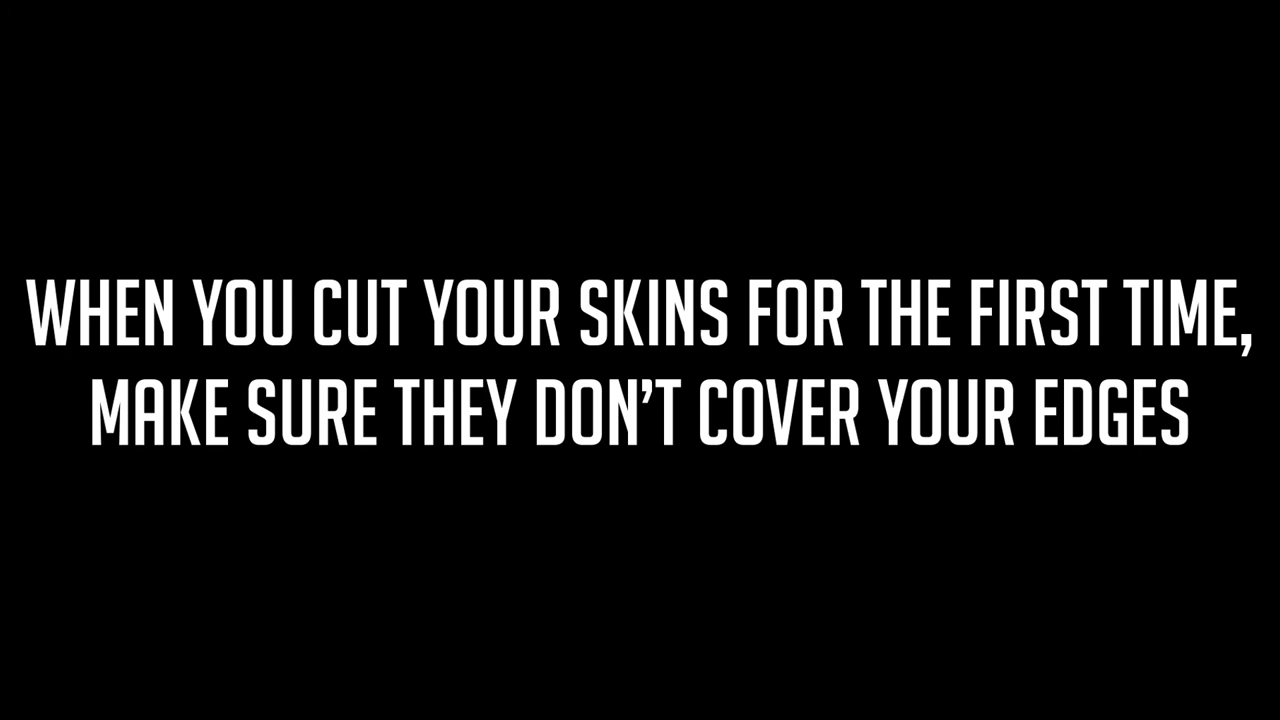 WHEN YOU CUT YOUR SKINS FOR THE FIRST TIME,
MAKE SURE THEY DON’T COVER YOUR EDGES